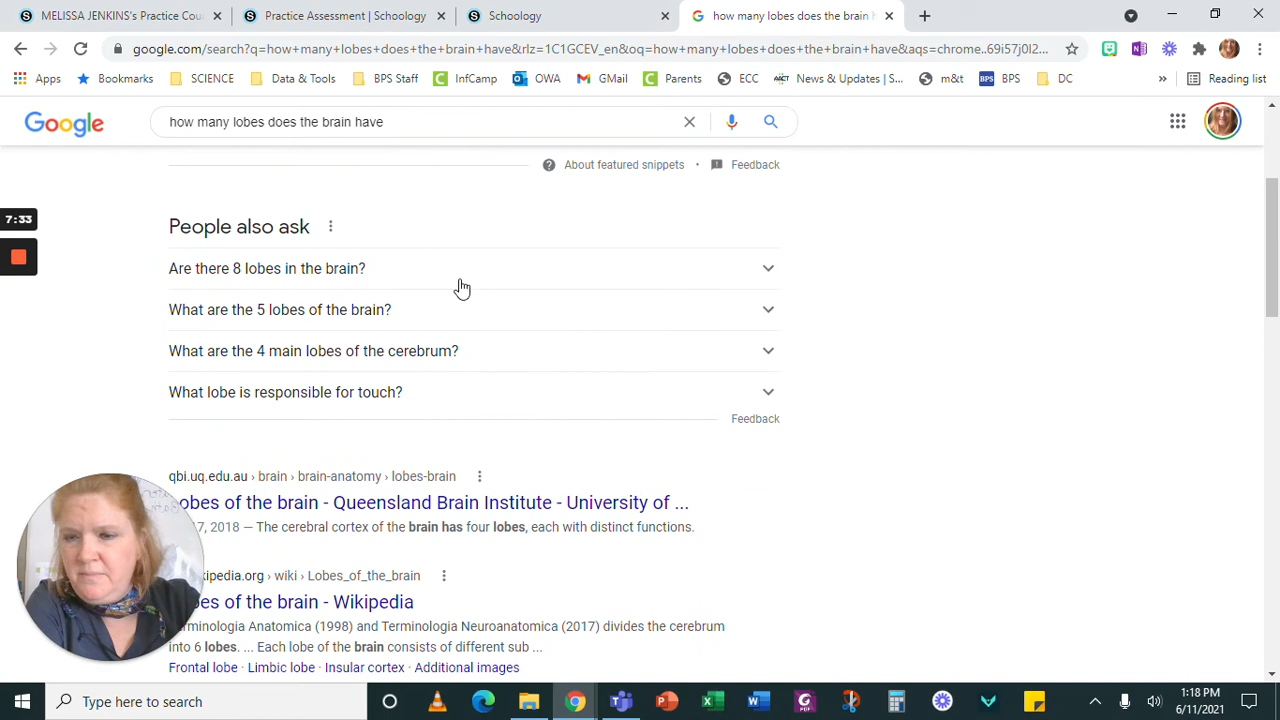 MELISSA JENKINS's Practice Cou
Practice Assessment | Schoology
Schoology
how many lobes does the brain h
google.com/search?q=how+many+lobes+does+the+brain+have&rlz=1C1GCEV_en&oq=how+many+lobes+does+the+brain+have&aqs=chrome..69i57j0l2...
Apps
Bookmarks
SCIENCE
Data & Tools
BPS Staff
InfCamp
OWA
GMail
Parents
ECC
News & Updates | S...
m&t
BPS
DC
»
Reading list
Google
how many lobes does the brain have
About featured snippets • Feedback
7:33
People also ask
Are there 8 lobes in the brain?
What are the 5 lobes of the brain?
What are the 4 main lobes of the cerebrum?
What lobe is responsible for touch?
Feedback
qbi.uq.edu.au › brain › brain-anatomy › lobes-brain
obes of the brain - Queensland Brain Institute - University of ...
7, 2018 — The cerebral cortex of the brain has four lobes, each with distinct functions.
kipedia.org › wiki › Lobes_of_the_brain
es of the brain - Wikipedia
rminologia Anatomica (1998) and Terminologia Neuroanatomica (2017) divides the cerebrum
into 6 lobes. ... Each lobe of the brain consists of different sub ...
Frontal lobe · Limbic lobe · Insular cortex · Additional images
Type here to search
1:18 PM
6/11/2021